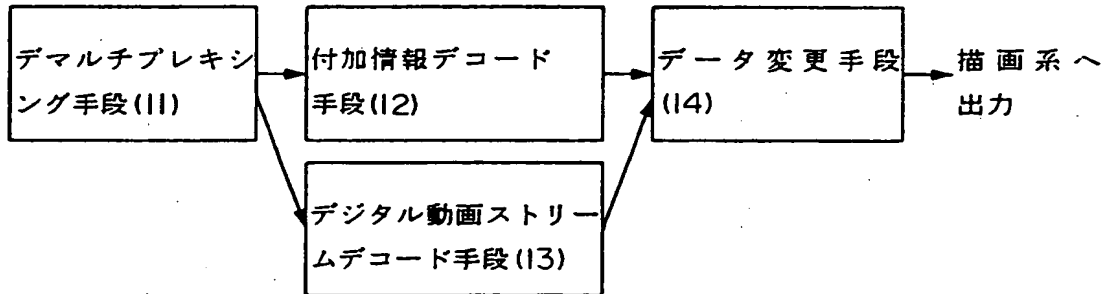 デマルチプレキシ
ング手段(11)
付加情報デコード
手段(12)
データ変更手段
(14)
描画系へ
出力
デジタル動画ストリー
ムデコード手段(13)